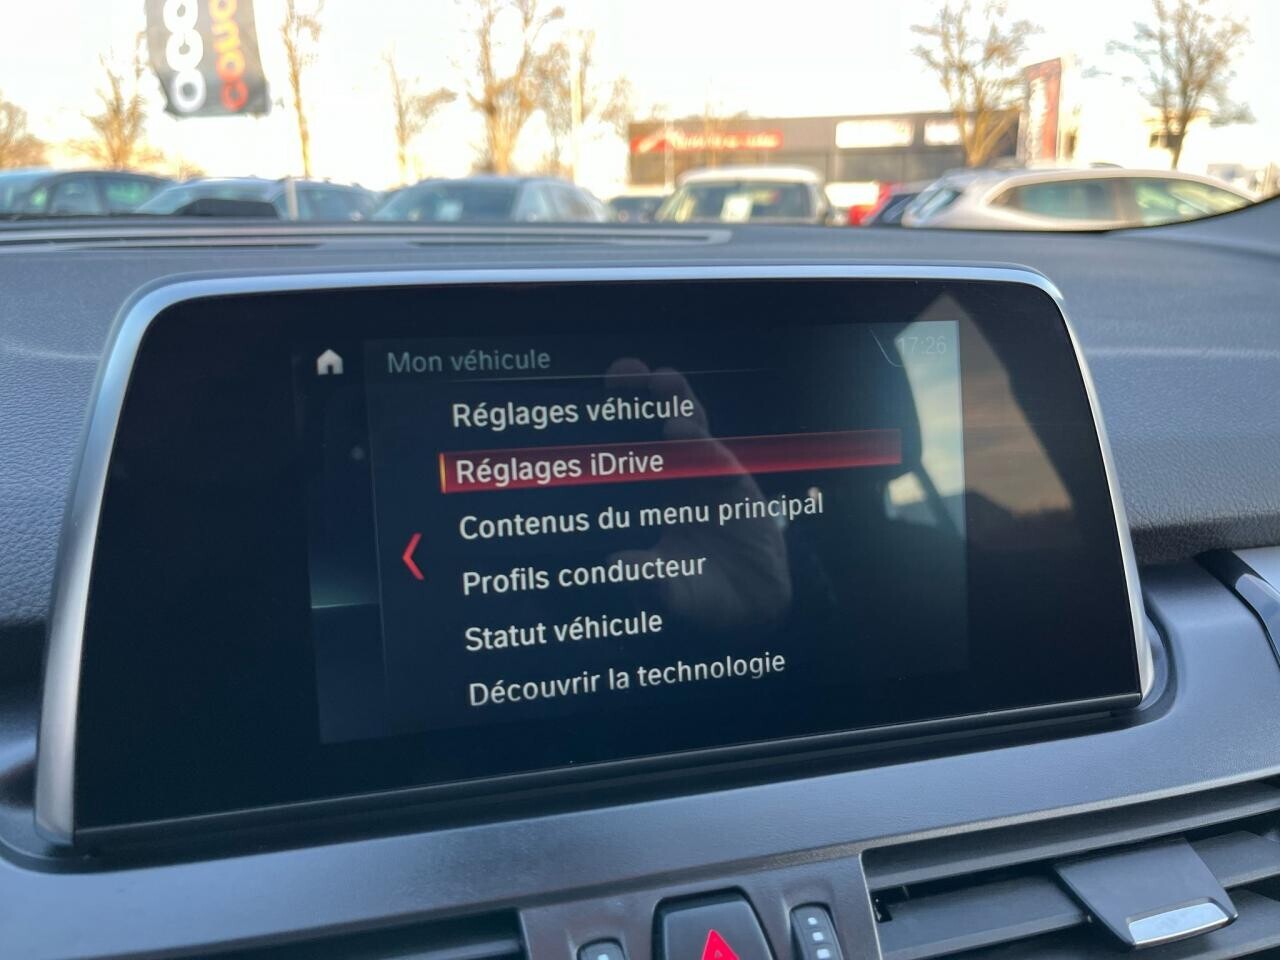 Mon véhicule
17:26
Réglages véhicule
Réglages iDrive
Contenus du menu principal
Profils conducteur
Statut véhicule
Découvrir la technologie